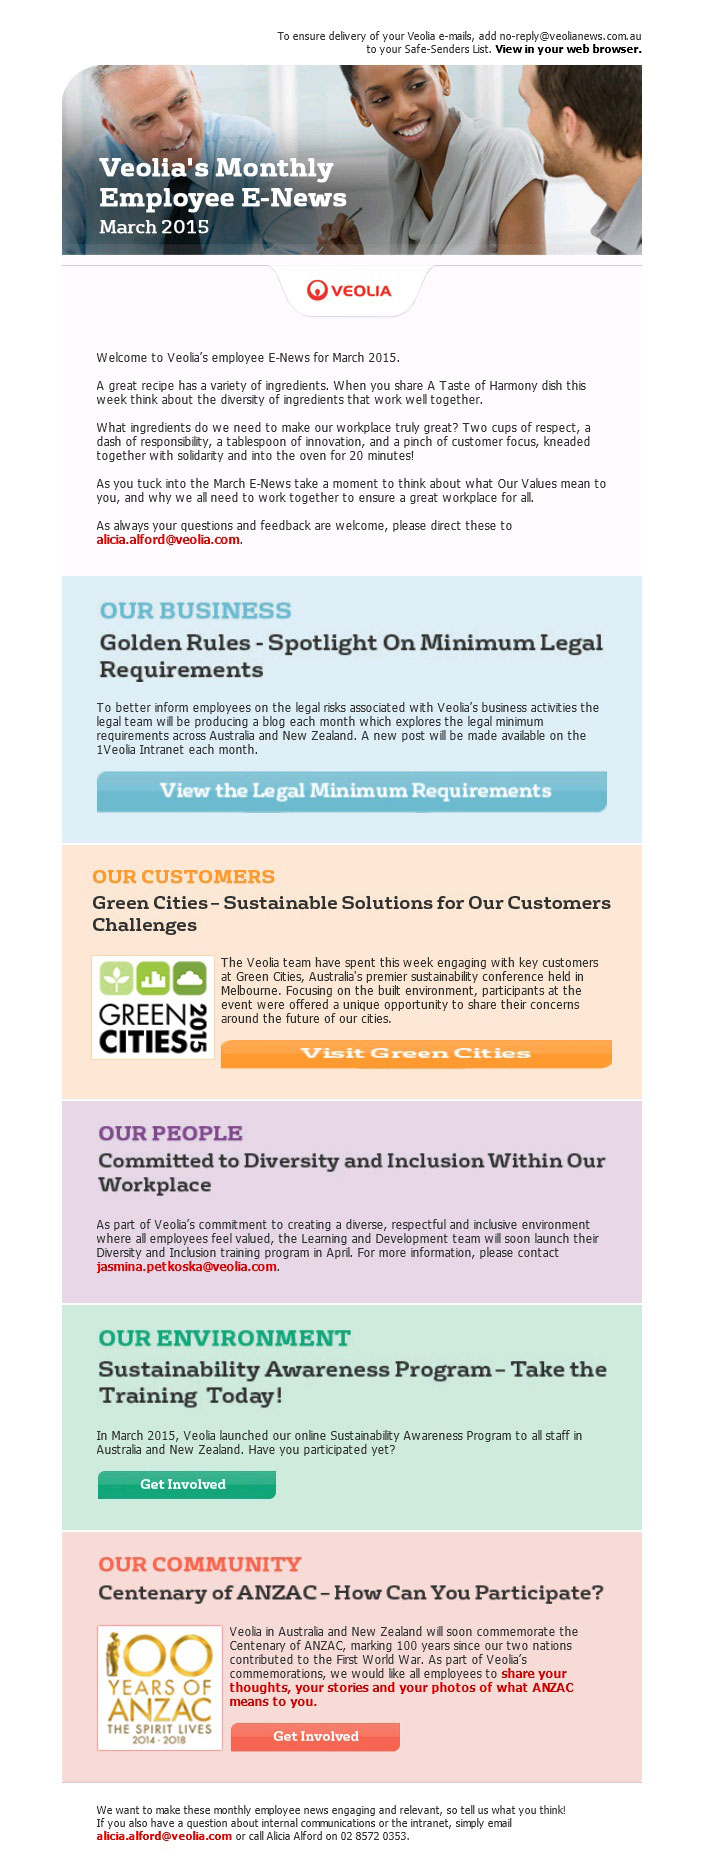 To ensure delivery of your Veolia e-mails, add no-reply@veolianews.com.au
to your Safe-Senders List. View in your web browser.
Veolia's Monthly
Employee E-News
March 2015
VEOLIA
Welcome to Veolia’s employee E-News for March 2015.
A great recipe has a variety of ingredients. When you share A Taste of Harmony dish this
week think about the diversity of ingredients that work well together.
What ingredients do we need to make our workplace truly great? Two cups of respect, a
dash of responsibility, a tablespoon of innovation, and a pinch of customer focus, kneaded
together with solidarity and into the oven for 20 minutes!
As you tuck into the March E-News take a moment to think about what Our Values mean to
you, and why we all need to work together to ensure a great workplace for all.
As always your questions and feedback are welcome, please direct these to
alicia.alford@veolia.com.
OUR BUSINESS
Golden Rules - Spotlight On Minimum Legal
Requirements
To better inform employees on the legal risks associated with Veolia’s business activities the
legal team will be producing a blog each month which explores the legal minimum
requirements across Australia and New Zealand. A new post will be made available on the
1Veolia Intranet each month.
View the Legal Minimum Requirements
OUR CUSTOMERS
Green Cities – Sustainable Solutions for Our Customers
Challenges
GREEN
CITIES
2015
The Veolia team have spent this week engaging with key customers
at Green Cities, Australia's premier sustainability conference held in
Melbourne. Focusing on the built environment, participants at the
event were offered a unique opportunity to share their concerns
around the future of our cities.
Visit Green Cities
OUR PEOPLE
Committed to Diversity and Inclusion Within Our
Workplace
As part of Veolia’s commitment to creating a diverse, respectful and inclusive environment
where all employees feel valued, the Learning and Development team will soon launch their
Diversity and Inclusion training program in April. For more information, please contact
jasmina.petkoska@veolia.com.
OUR ENVIRONMENT
Sustainability Awareness Program – Take the
Training Today!
In March 2015, Veolia launched our online Sustainability Awareness Program to all staff in
Australia and New Zealand. Have you participated yet?
Get Involved
OUR COMMUNITY
Centenary of ANZAC – How Can You Participate?
100
YEARS OF
ANZAC
THE SPIRIT LIVES
2014 - 2018
Veolia in Australia and New Zealand will soon commemorate the
Centenary of ANZAC, marking 100 years since our two nations
contributed to the First World War. As part of Veolia’s
commemorations, we would like all employees to share your
thoughts, your stories and your photos of what ANZAC
means to you.
Get Involved
We want to make these monthly employee news engaging and relevant, so tell us what you think!
If you also have a question about internal communications or the intranet, simply email
alicia.alford@veolia.com or call Alicia Alford on 02 8572 0353.